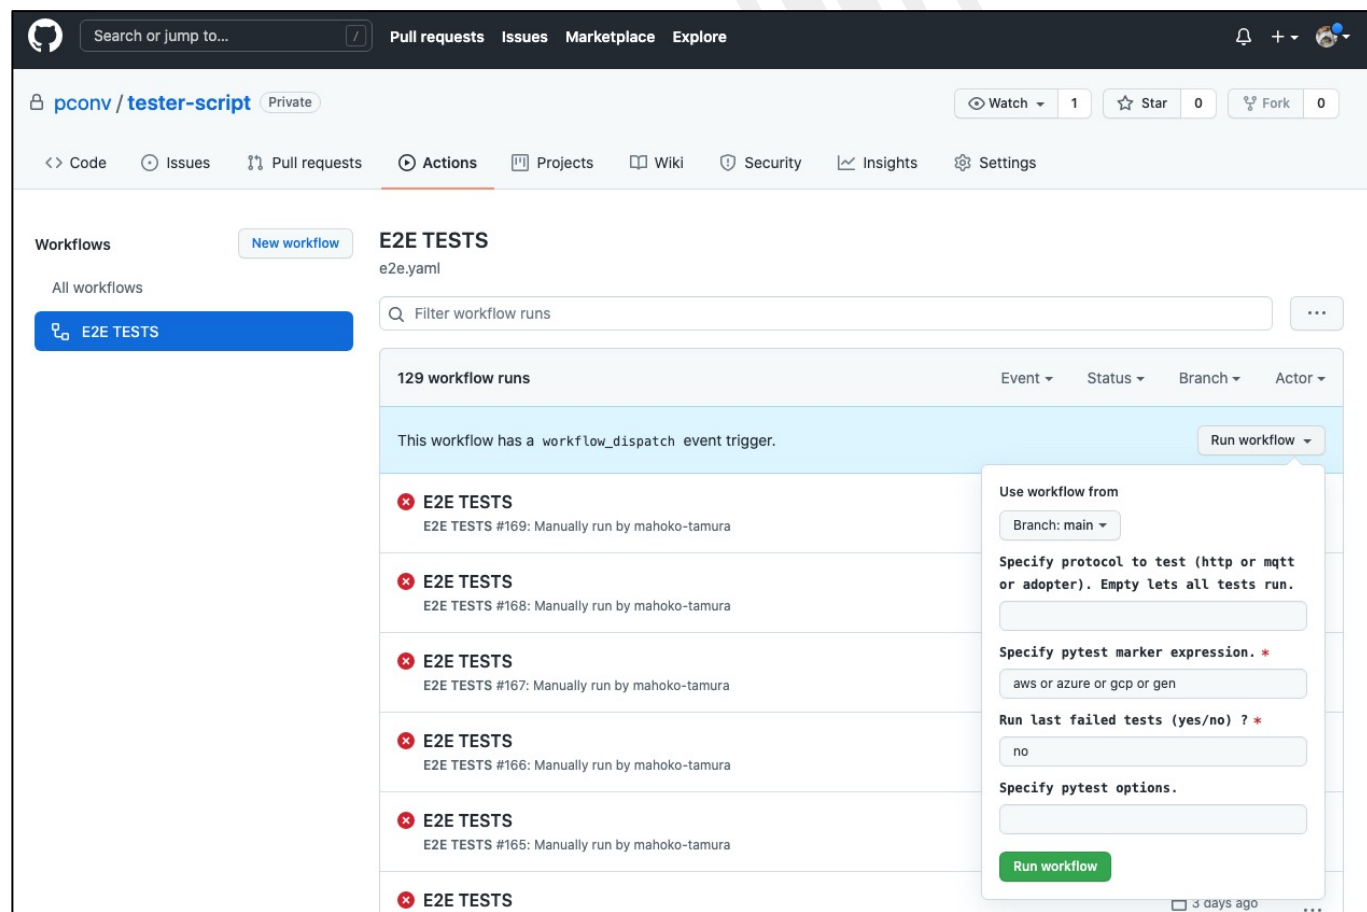 Search or jump to... /
Pull requests Issues Marketplace Explore
pconv / tester-script Private
Watch 1 Star 0 Fork 0
Code Issues Pull requests Actions Projects Wiki Security Insights Settings
Workflows New workflow
All workflows
E2E TESTS
E2E TESTS
e2e.yaml
Filter workflow runs
129 workflow runs Event Status Branch Actor
This workflow has a workflow_dispatch event trigger. Run workflow
E2E TESTS
E2E TESTS #169: Manually run by mahoko-tamura
E2E TESTS
E2E TESTS #168: Manually run by mahoko-tamura
E2E TESTS
E2E TESTS #167: Manually run by mahoko-tamura
E2E TESTS
E2E TESTS #166: Manually run by mahoko-tamura
E2E TESTS
E2E TESTS #165: Manually run by mahoko-tamura
E2E TESTS
3 days ago
Use workflow from
Branch: main
Specify protocol to test (http or mqtt
or adopter). Empty lets all tests run.
Specify pytest marker expression. *
aws or azure or gcp or gen
Run last failed tests (yes/no) ? *
no
Specify pytest options.
Run workflow